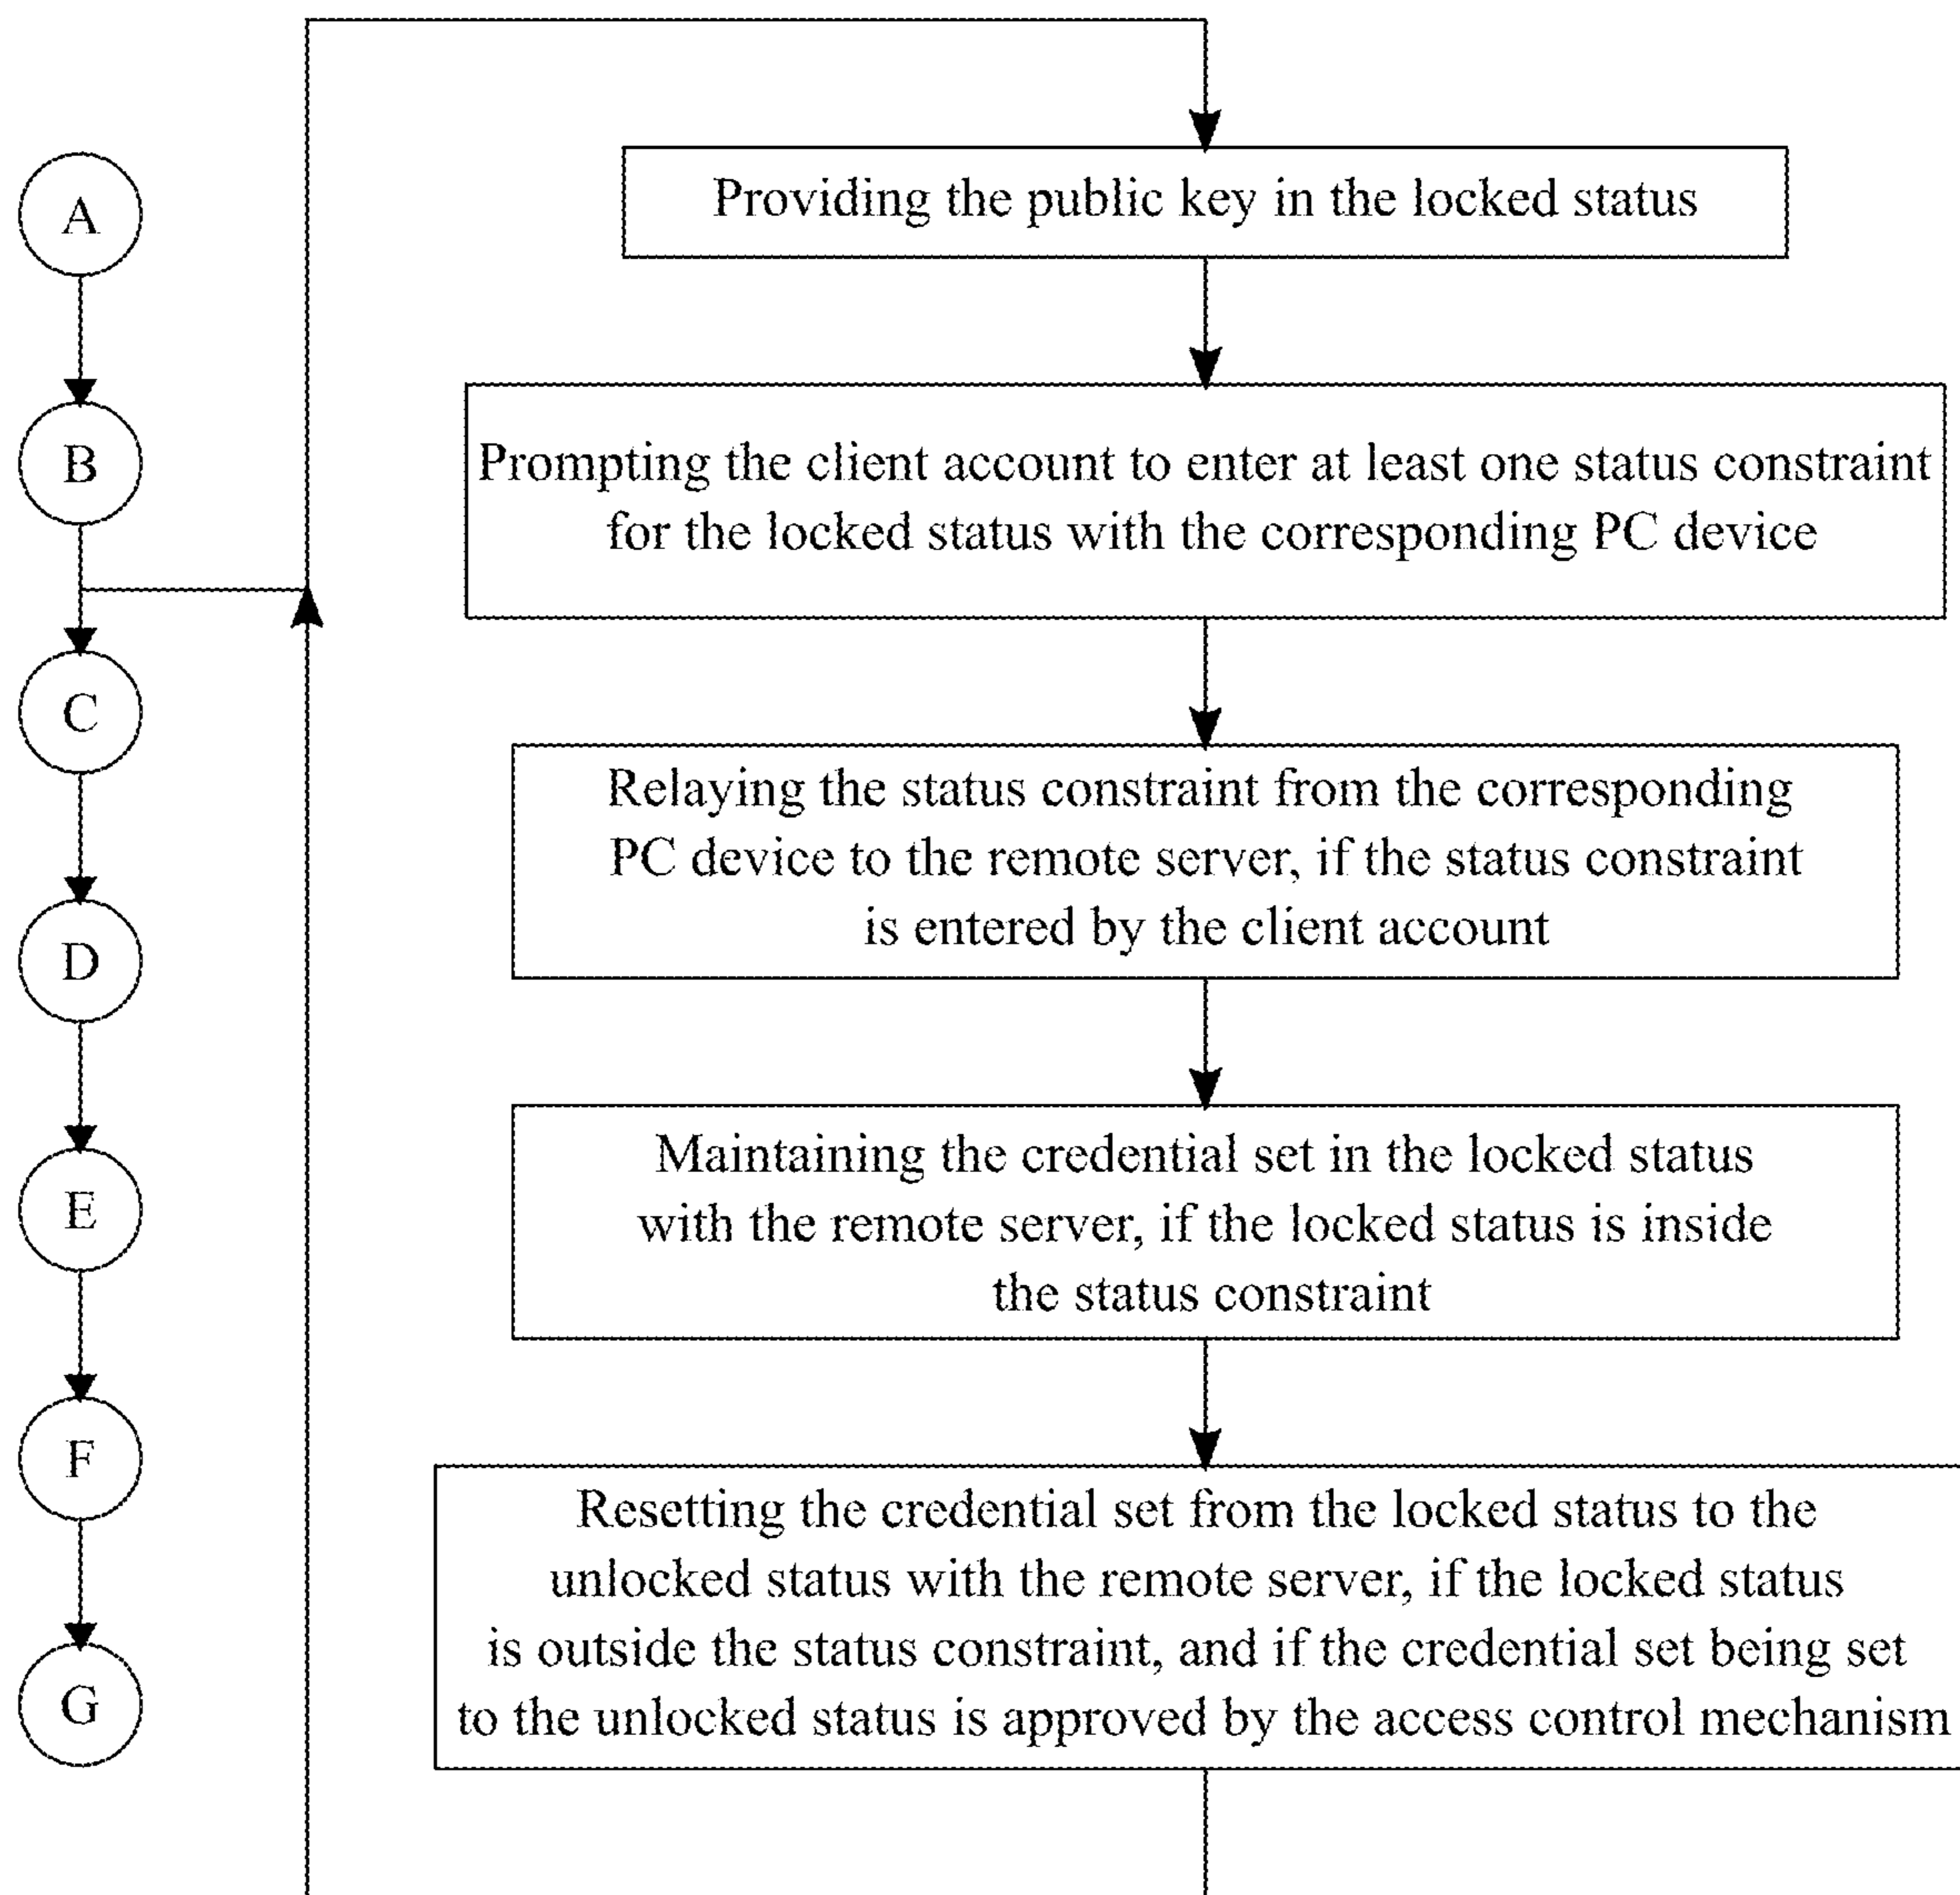 A
B
C
D
E
F
G
Providing the public key in the locked status
Prompting the client account to enter at least one status constraint
for the locked status with the corresponding PC device
Relaying the status constraint from the corresponding
PC device to the remote server, if the status constraint
is entered by the client account
Maintaining the credential set in the locked status
with the remote server, if the locked status is inside
the status constraint
Resetting the credential set from the locked status to the
unlocked status with the remote server, if the locked status
is outside the status constraint, and if the credential set being set
to the unlocked status is approved by the access control mechanism